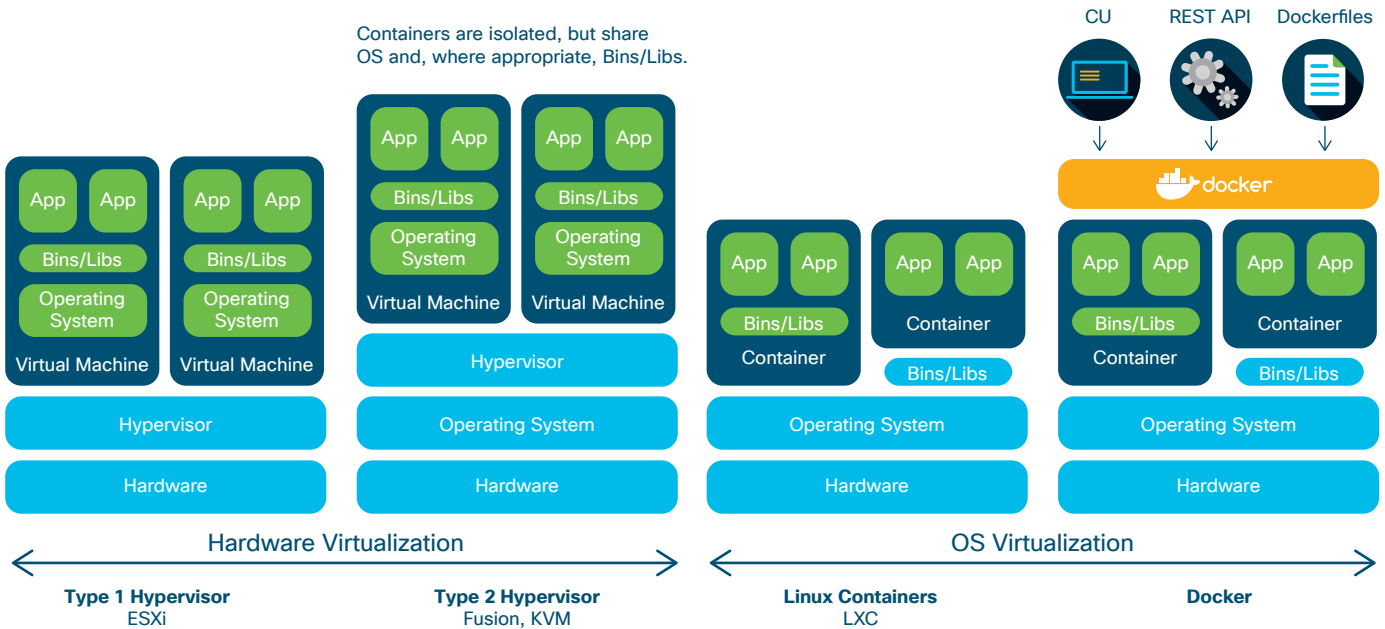 Containers are isolated, but share
OS and, where appropriate, Bins/Libs.
CU
REST API
Dockerfiles
docker
App
App
Bins/Libs
Operating
System
Virtual Machine
App
App
Bins/Libs
Operating
System
Virtual Machine
Hypervisor
Hardware
App
App
Bins/Libs
Operating
System
Virtual Machine
App
App
Bins/Libs
Operating
System
Virtual Machine
Hypervisor
Operating System
Hardware
App
App
Bins/Libs
Container
App
App
Container
Bins/Libs
Operating System
Hardware
App
App
Bins/Libs
Container
App
App
Container
Bins/Libs
Operating System
Hardware
Hardware Virtualization
OS Virtualization
Type 1 Hypervisor
ESXi
Type 2 Hypervisor
Fusion, KVM
Linux Containers
LXC
Docker